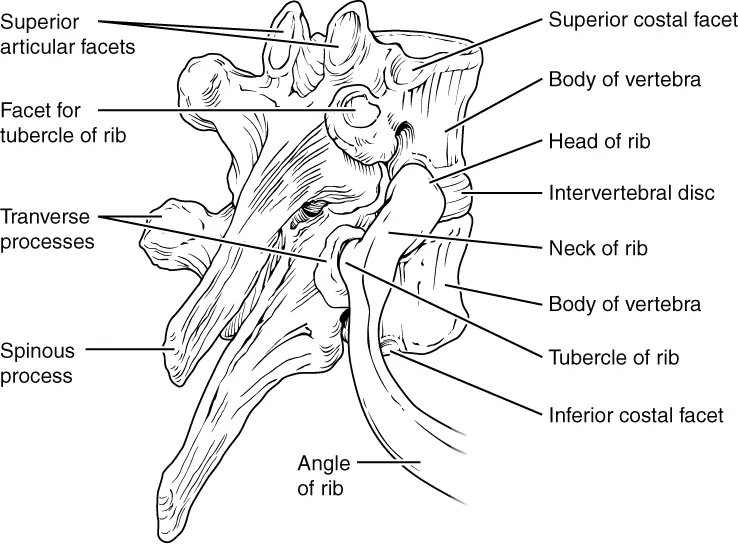 Superior
articular facets
Facet for
tubercle of rib
Tranverse
processes
Spinous
process
Angle
of rib
Superior costal facet
Body of vertebra
Head of rib
Intervertebral disc
Neck of rib
Body of vertebra
Tubercle of rib
Inferior costal facet